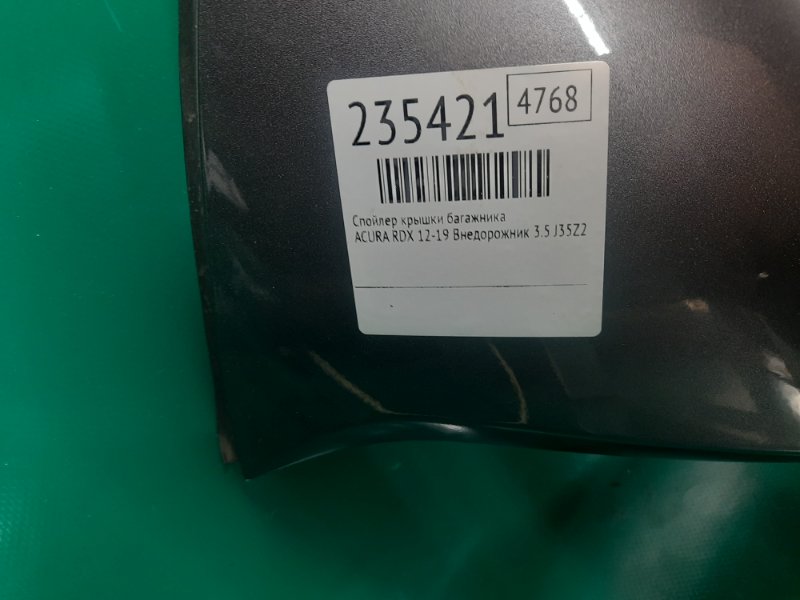 235421 4768
Спойлер крышки багажника
ACURA RDX 12-19 Внедорожник 3.5 J35Z2